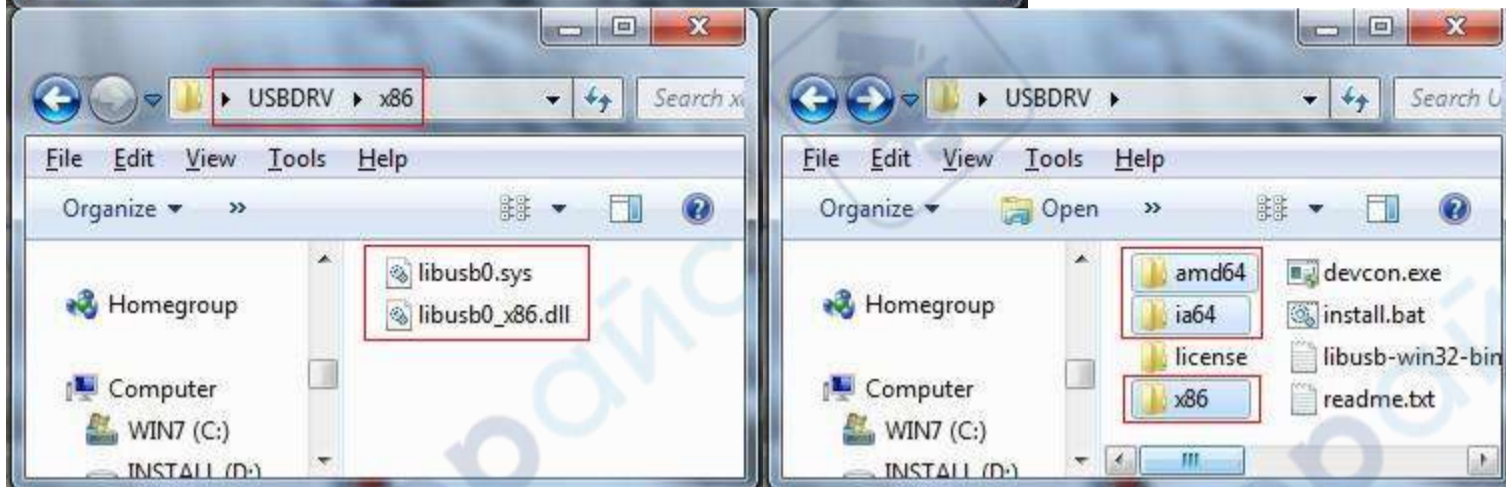 USBDRV x86
Search
File Edit View Tools Help
Organize
libusb0.sys
libusb0_x86.dll
Homegroup
Computer
WIN7 (C:)
INSTALL (D:)
USBDRV
Search
File Edit View Tools Help
Organize Open
amd64
ia64
license
x86
devcon.exe
install.bat
libusb-win32-bin
readme.txt
Homegroup
Computer
WIN7 (C:)
INSTALL (D:)